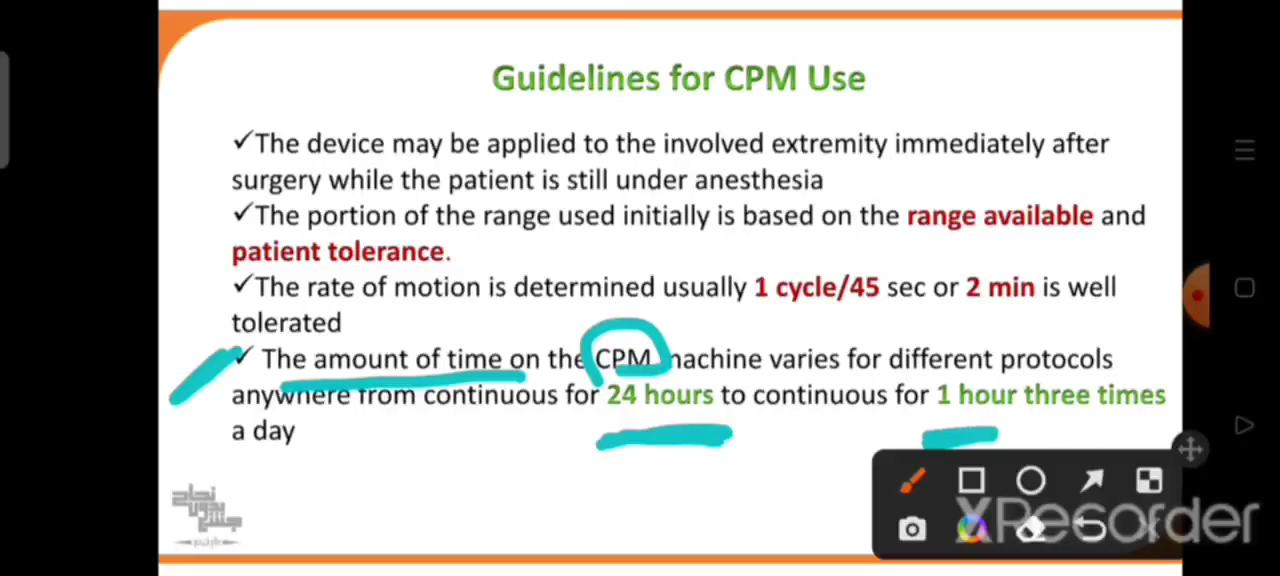 Guidelines for CPM Use
✓The device may be applied to the involved extremity immediately after
surgery while the patient is still under anesthesia
✓The portion of the range used initially is based on the range available and
patient tolerance.
✓The rate of motion is determined usually 1 cycle/45 sec or 2 min is well
tolerated
✓ The amount of time on the CPM machine varies for different protocols
anywhere from continuous for 24 hours to continuous for 1 hour three times
a day
XRecorder